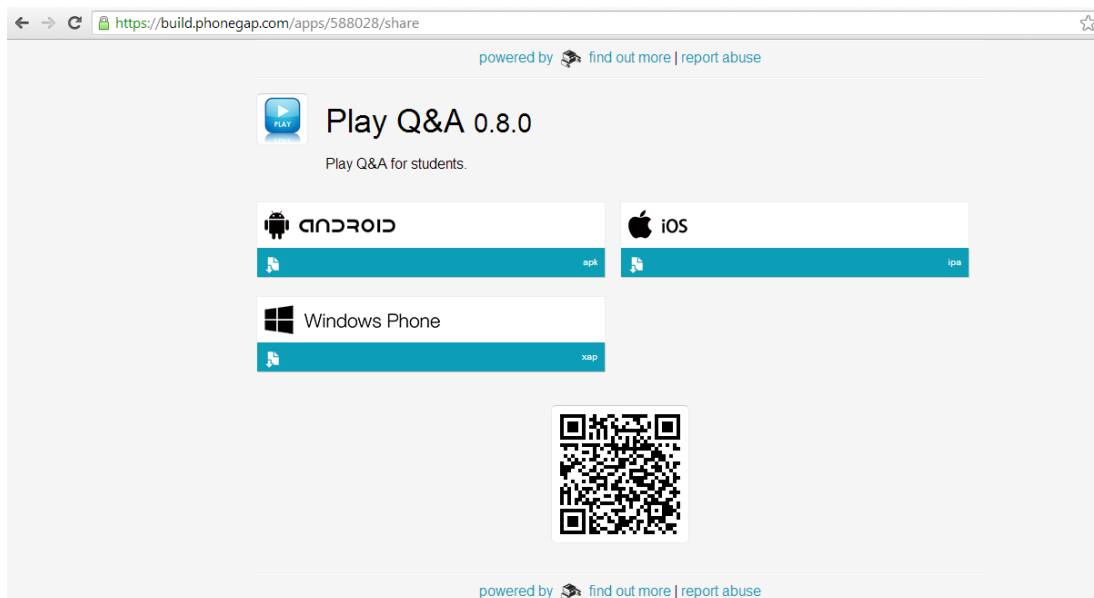 https://build.phonegap.com/apps/588028/share
powered by find out more | report abuse
PLAY
Play Q&A 0.8.0
Play Q&A for students.
android
apk
iOS
ipa
Windows Phone
xap
powered by find out more | report abuse